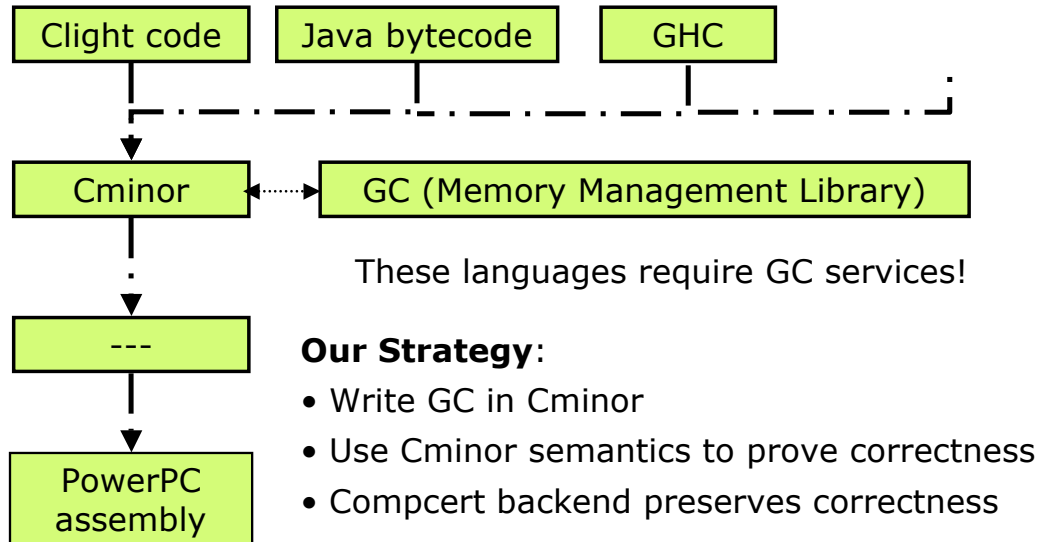 Clight code
Java bytecode
GHC
Cminor
GC (Memory Management Library)
These languages require GC services!
---
Our Strategy:
• Write GC in Cminor
• Use Cminor semantics to prove correctness
• Compcert backend preserves correctness
PowerPC
assembly